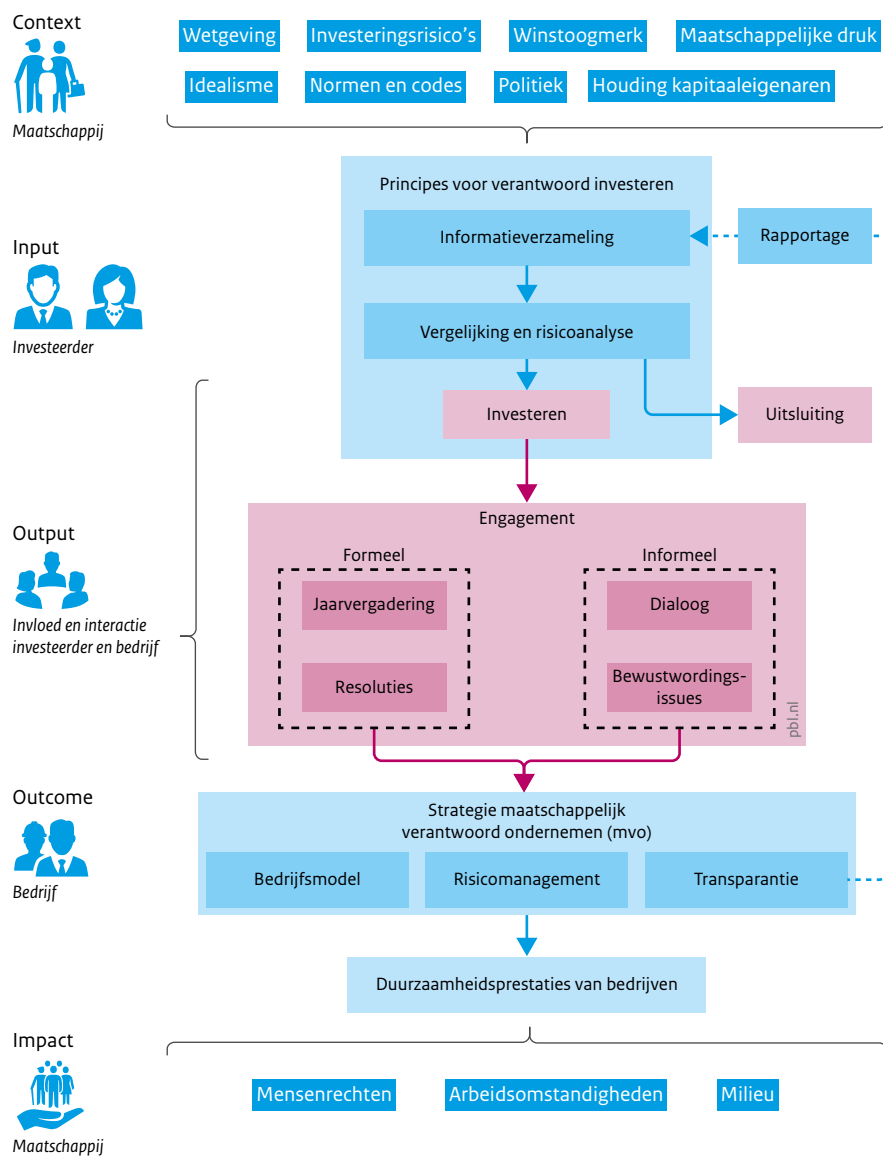 Context
Maatschappij
Wetgeving
Investeringsrisico's
Winstoogmerk
Maatschappelijke druk
Idealisme
Normen en codes
Politiek
Houding kapitaaleigenaren
Principes voor verantwoord investeren
Informatieverzameling
Rapportage
Input
Investeerder
Vergelijking en risicoanalyse
Investeren
Uitsluiting
Output
Invloed en interactie
investeerder en bedrijf
Engagement
Formeel
Jaarvergadering
Resoluties
Informeel
Dialoog
Bewustwordings-
issues
pbl.nl
Outcome
Bedrijf
Strategie maatschappelijk
verantwoord ondernemen (mvo)
Bedrijfsmodel
Risicomanagement
Transparantie
Duurzaamheidsprestaties van bedrijven
Impact
Maatschappij
Mensenrechten
Arbeidsomstandigheden
Milieu